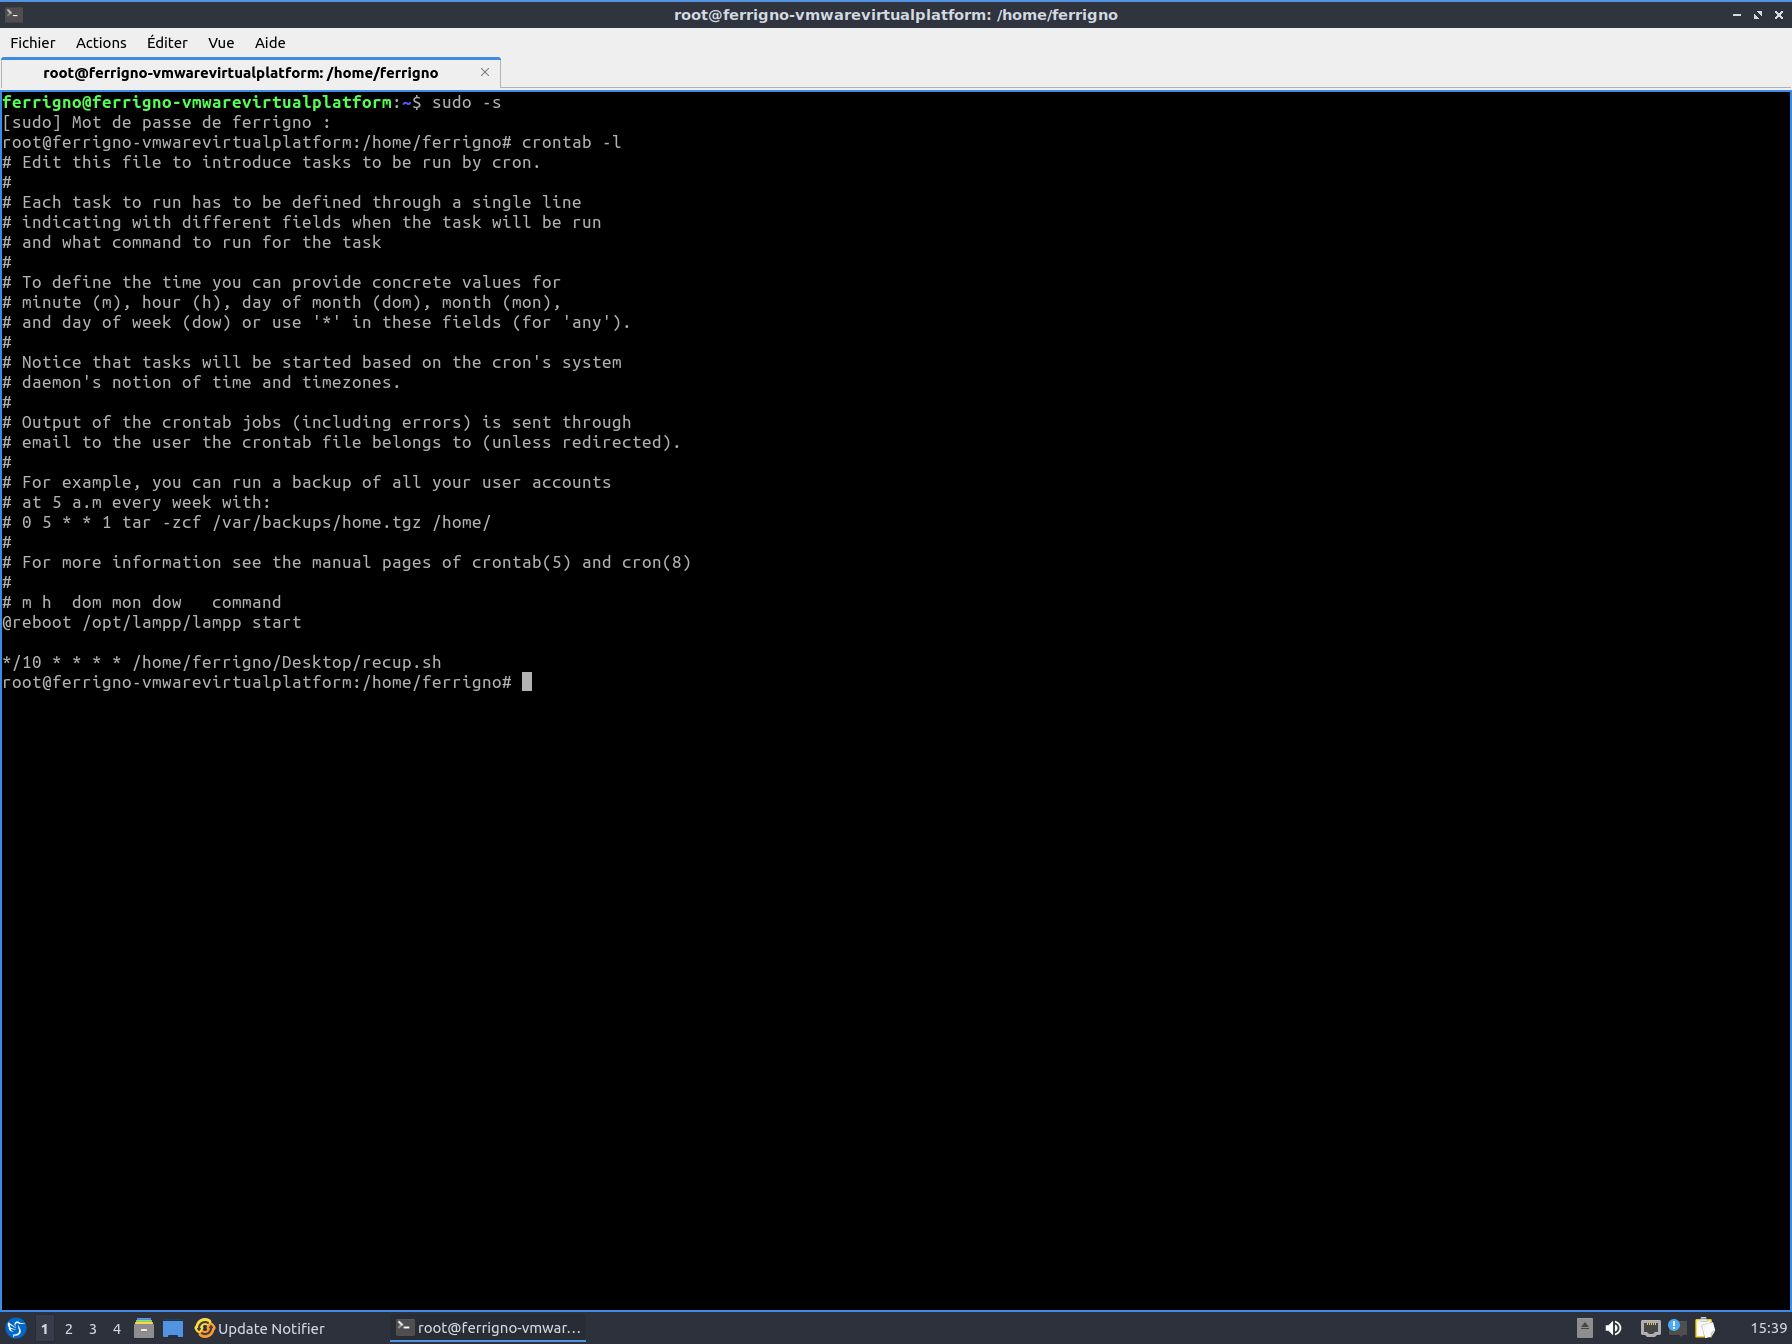 root@ferrigno-vmwarevirtualplatform: /home/ferrigno
Fichier Actions Éditer Vue Aide
root@ferrigno-vmwarevirtualplatform: /home/ferrigno
ferrigno@ferrigno-vmwarevirtualplatform:~$ sudo -s
[sudo] Mot de passe de ferrigno :
root@ferrigno-vmwarevirtualplatform:/home/ferrigno# crontab -l
# Edit this file to introduce tasks to be run by cron.
#
# Each task to run has to be defined through a single line
# indicating with different fields when the task will be run
# and what command to run for the task
#
# To define the time you can provide concrete values for
# minute (m), hour (h), day of month (dom), month (mon),
# and day of week (dow) or use '*' in these fields (for 'any').
#
# Notice that tasks will be started based on the cron's system
# daemon's notion of time and timezones.
#
# Output of the crontab jobs (including errors) is sent through
# email to the user the crontab file belongs to (unless redirected).
#
# For example, you can run a backup of all your user accounts
# at 5 a.m every week with:
# 0 5 * * 1 tar -zcf /var/backups/home.tgz /home/
#
# For more information see the manual pages of crontab(5) and cron(8)
#
# m h  dom mon dow   command
@reboot /opt/lampp/lampp start
*/10 * * * * /home/ferrigno/Desktop/recup.sh
root@ferrigno-vmwarevirtualplatform:/home/ferrigno#
1 2 3 4 Update Notifier root@ferrigno-vmwar... 15:39